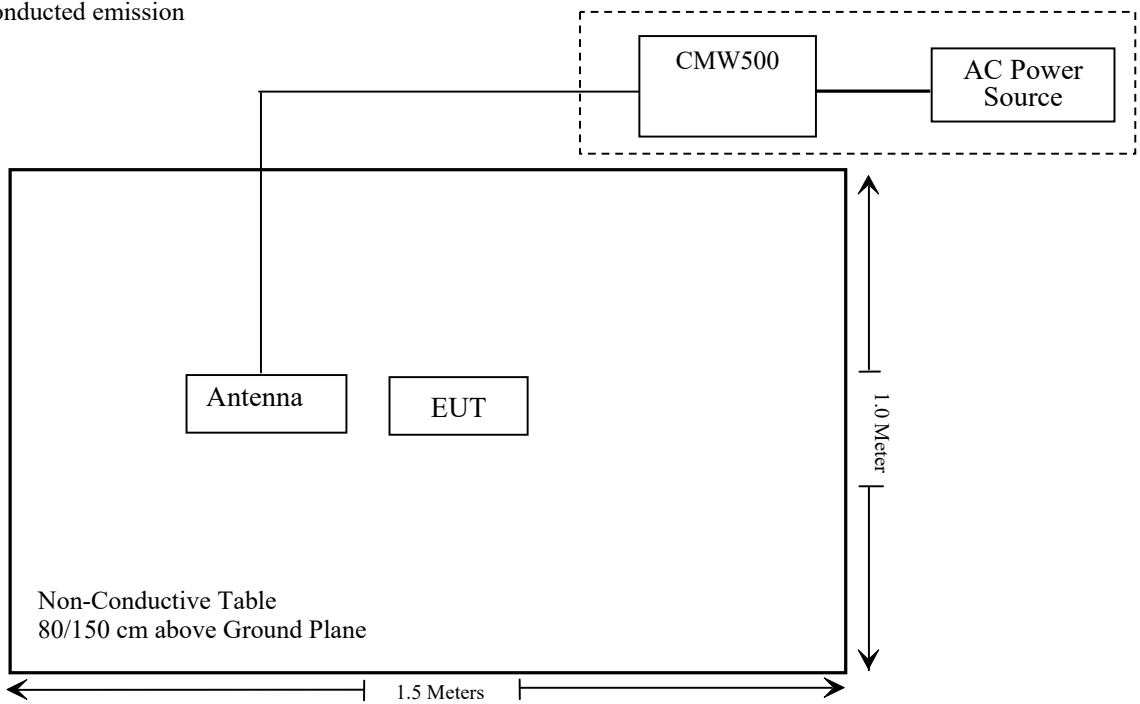 emission
CMW500
AC Power
Source
Antenna
EUT
1.0 Meter
Non-Conductive Table
80/150 cm above Ground Plane
1.5 Meters